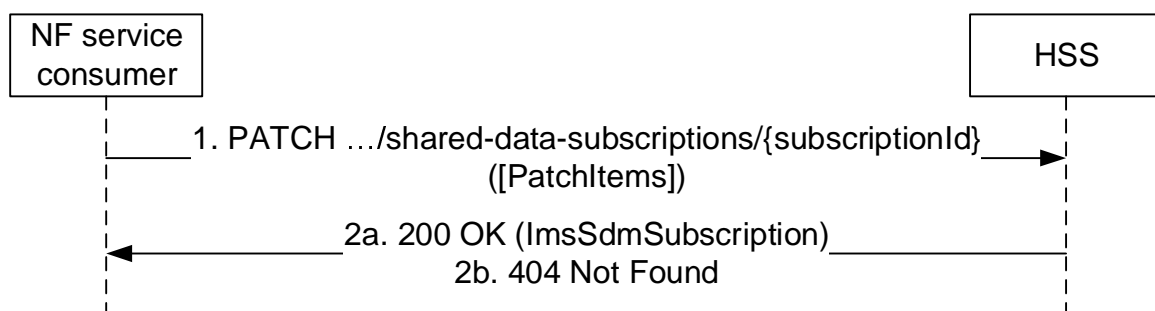 NF service
consumer
HSS
1. PATCH …/shared-data-subscriptions/{subscriptionId}
([PatchItems])
2a. 200 OK (ImsSdmSubscription)
2b. 404 Not Found